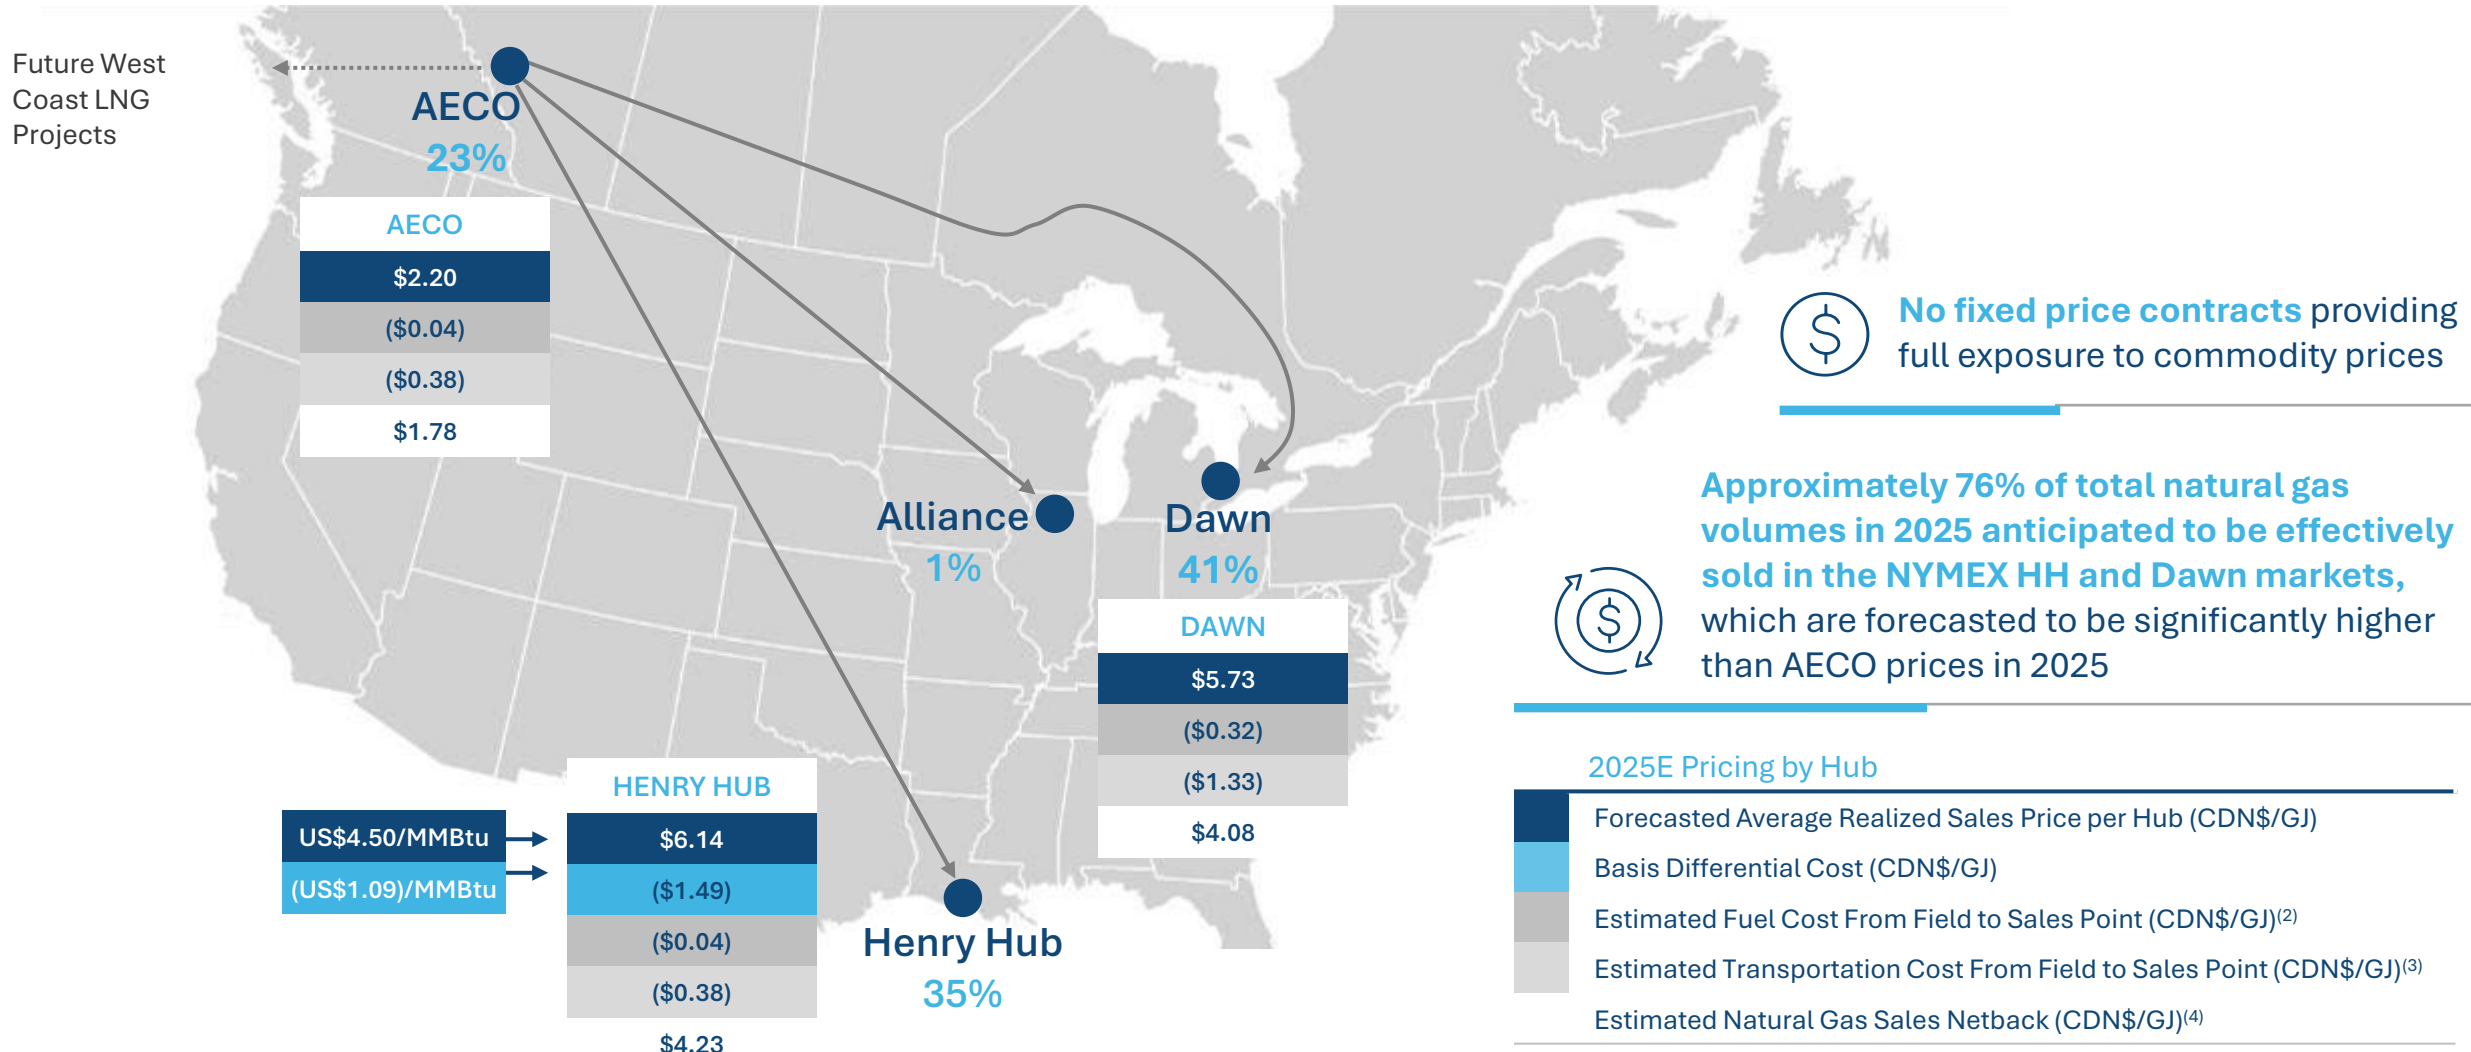 Future West
Coast LNG
Projects
AECO
23%
AECO
$2.20
($0.04)
($0.38)
$1.78
No fixed price contracts providing
full exposure to commodity prices
Alliance
1%
Dawn
41%
Approximately 76% of total natural gas
volumes in 2025 anticipated to be effectively
sold in the NYMEX HH and Dawn markets,
which are forecasted to be significantly higher
than AECO prices in 2025
DAWN
$5.73
($0.32)
($1.33)
$4.08
US$4.50/MMBtu
(US$1.09)/MMBtu
HENRY HUB
$6.14
($1.49)
($0.04)
($0.38)
$4.23
Henry Hub
35%
2025E Pricing by Hub
Forecasted Average Realized Sales Price per Hub (CDN$/GJ)
Basis Differential Cost (CDN$/GJ)
Estimated Fuel Cost From Field to Sales Point (CDN$/GJ)(2)
Estimated Transportation Cost From Field to Sales Point (CDN$/GJ)(3)
Estimated Natural Gas Sales Netback (CDN$/GJ)(4)